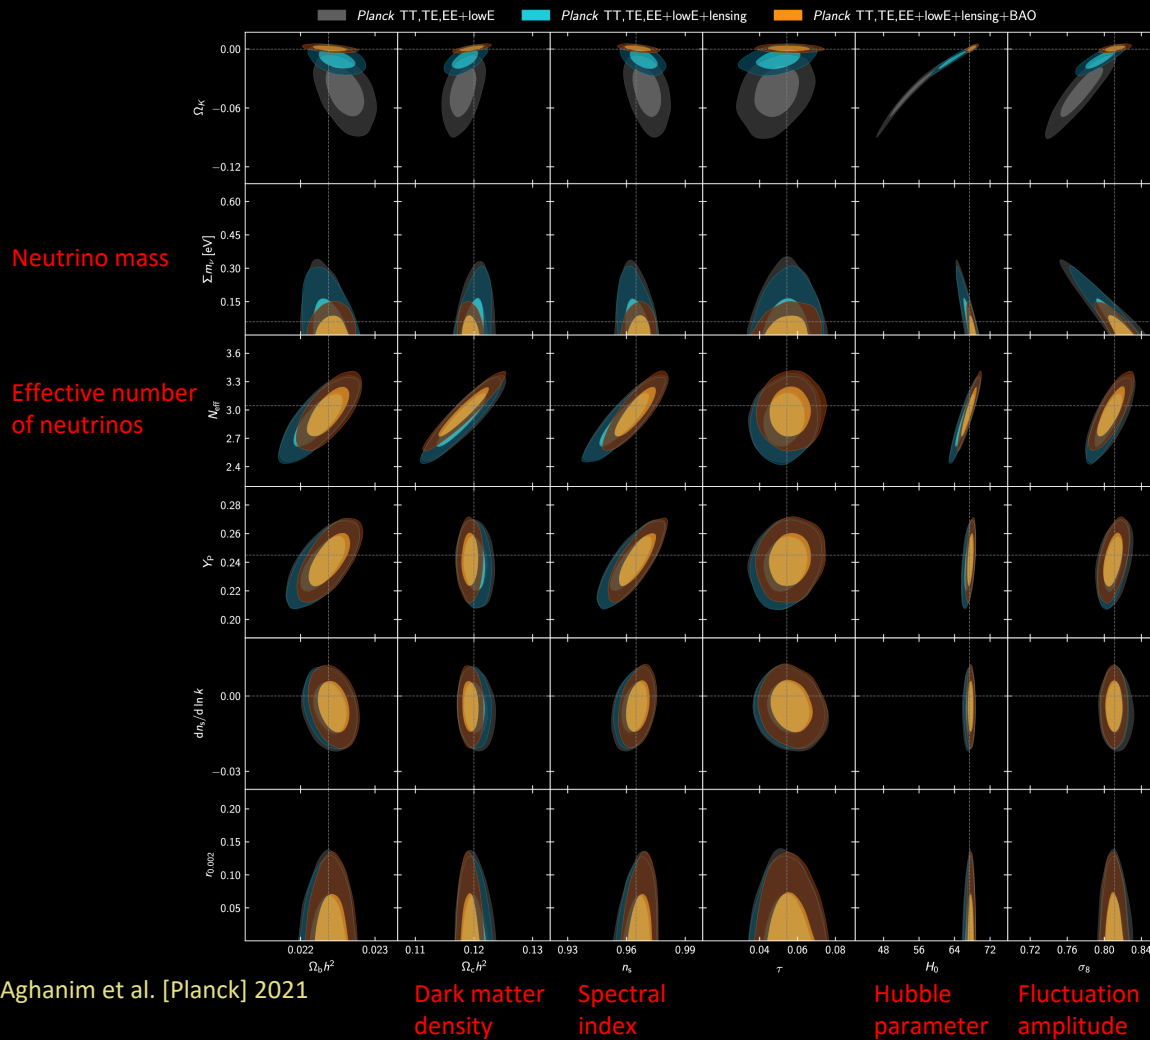 Planck TT,TE,EE+lowE Planck TT,TE,EE+lowE+lensing Planck TT,TE,EE+lowE+lensing+BAO
0.00
−0.06
−0.12
Ω_K
Neutrino mass
0.60
0.45
0.30
0.15
Σm_ν [eV]
Effective number
of neutrinos
3.6
3.3
3.0
2.7
2.4
N_eff
0.28
0.26
0.24
0.22
0.20
Y_P
0.00
−0.03
dn_s/d ln k
0.20
0.15
0.10
0.05
r_0.002
0.022 0.023 0.11 0.12 0.13 0.93 0.96 0.99 0.04 0.06 0.08 48 56 64 72 0.72 0.76 0.80 0.84
Ω_b h² Ω_c h² n_s τ H_0 σ_8
Aghanim et al. [Planck] 2021
Dark matter
density
Spectral
index
Hubble
parameter
Fluctuation
amplitude